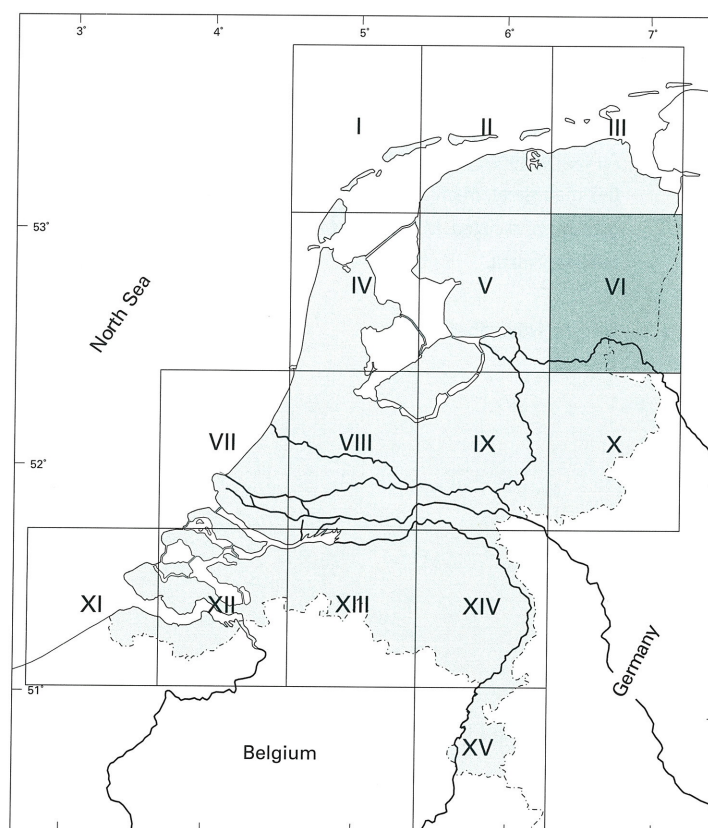 3° 4° 5° 6° 7°
I II III
53°
IV V VI
North Sea
VII VIII IX X
52°
XI XII XIII XIV
Germany
51°
Belgium XV